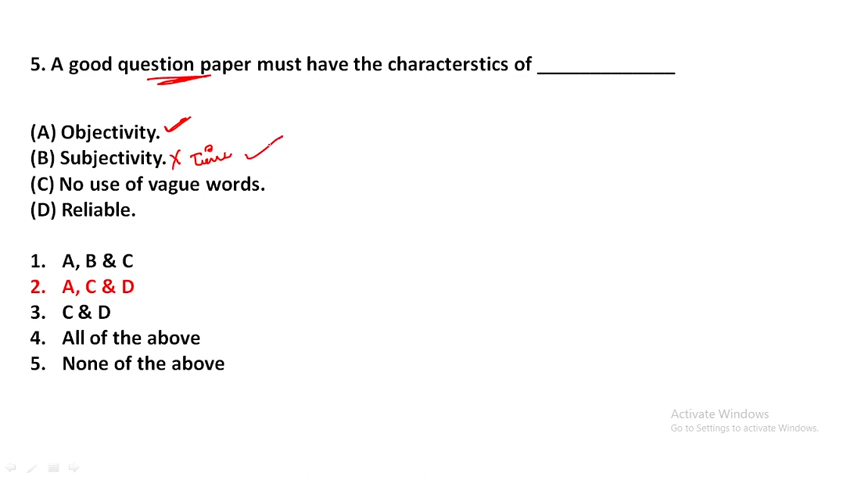 5. A good question paper must have the characterstics of _______________
(A) Objectivity.
(B) Subjectivity. X Time
(C) No use of vague words.
(D) Reliable.
1. A, B & C
2. A, C & D
3. C & D
4. All of the above
5. None of the above
Activate Windows
Go to Settings to activate Windows.